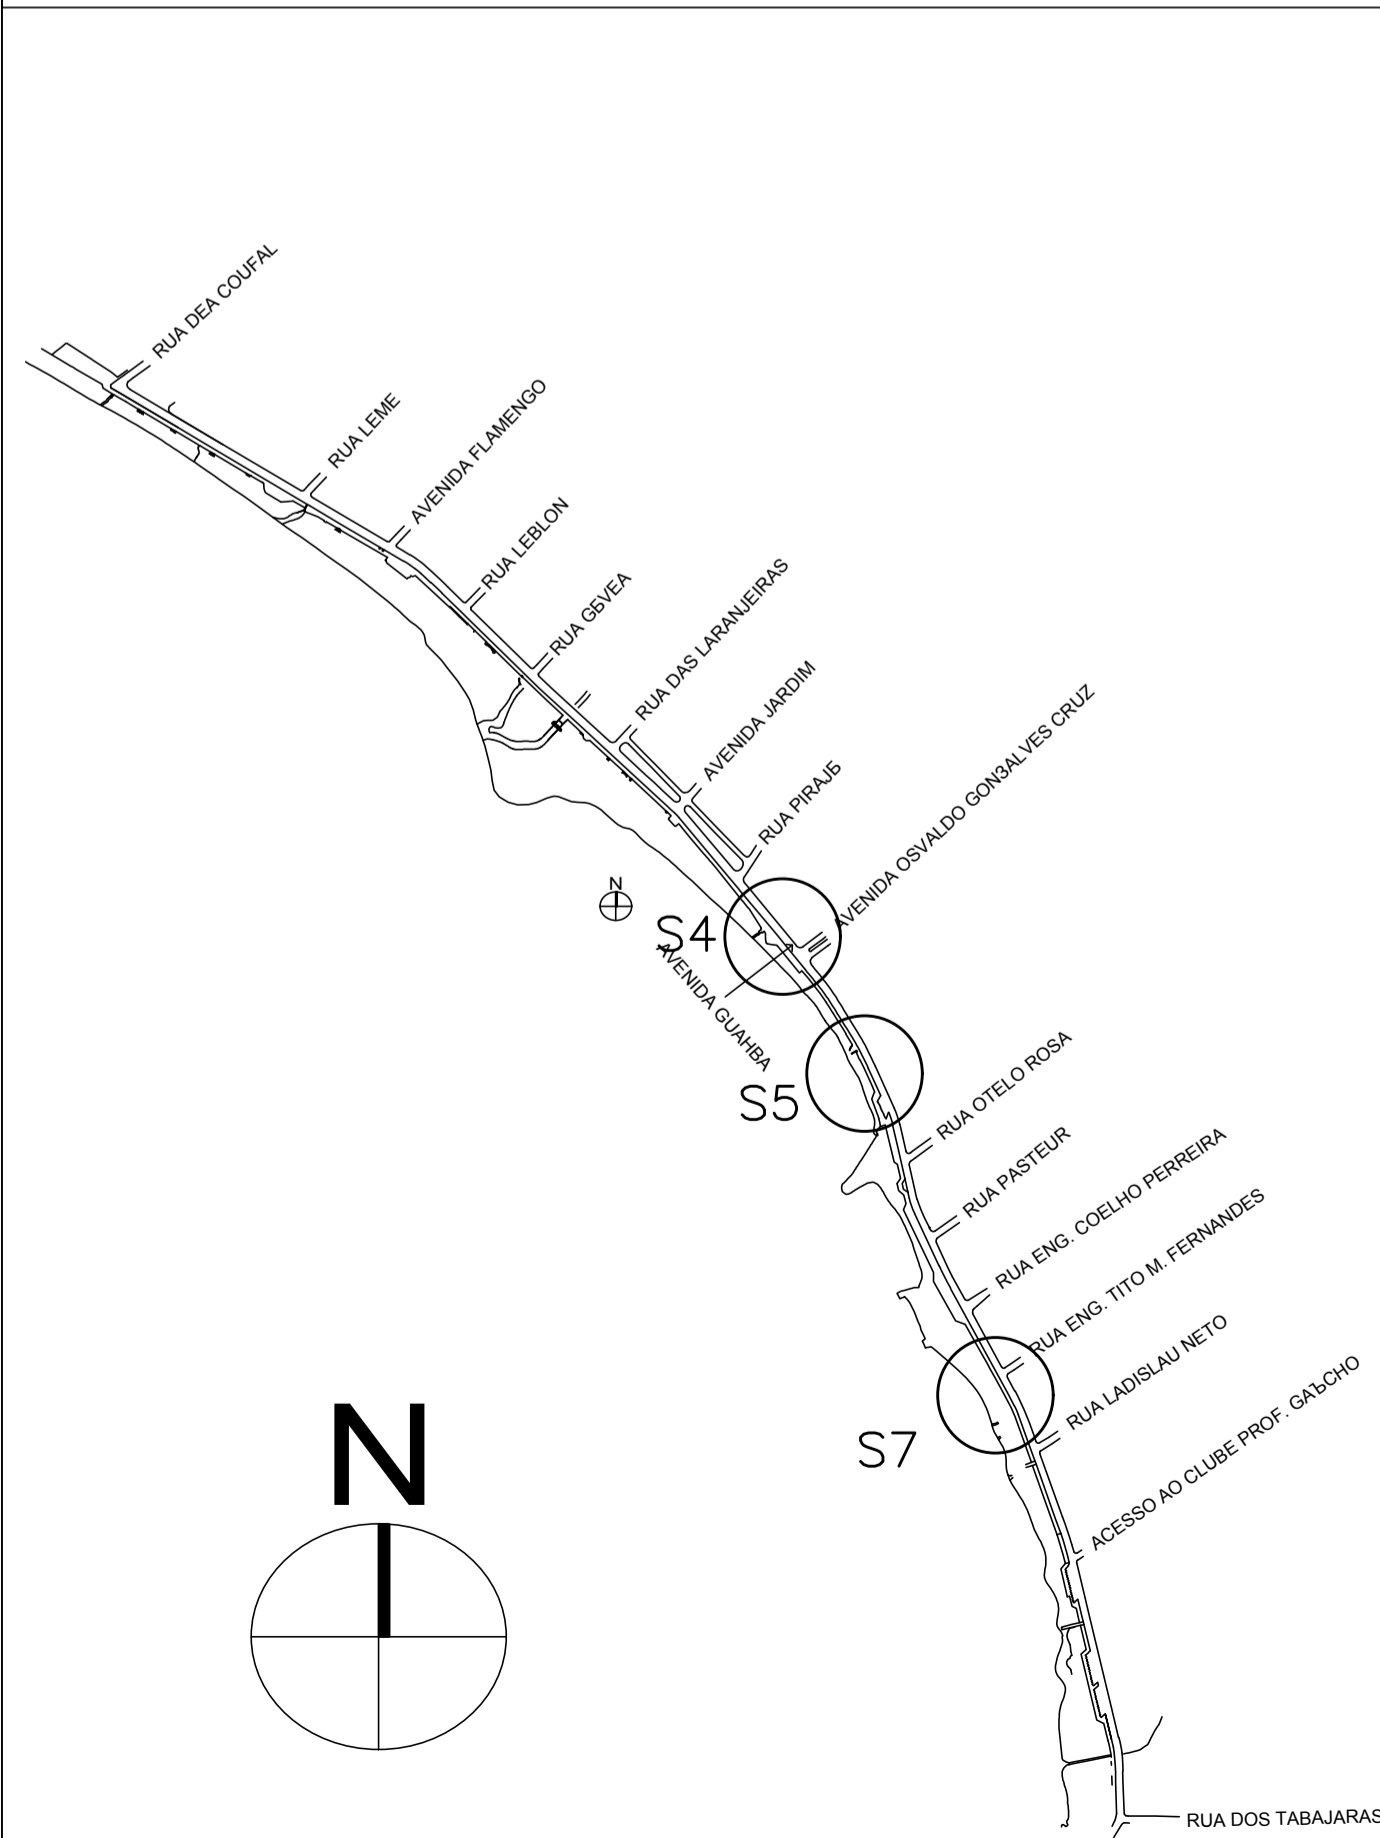 RUA DEA COUFAL
RUA LEME
AVENIDA FLAMENGO
RUA LEBLON
RUA GБVEA
RUA DAS LARANJEIRAS
AVENIDA JARDIM
RUA PIRAJБ
AVENIDA OSVALDO GONЗALVES CRUZ
N
S4
AVENIDA GUAHBA
S5
RUA OTELO ROSA
RUA PASTEUR
RUA ENG. COELHO PERREIRA
RUA ENG. TITO M. FERNANDES
RUA LADISLAU NETO
S7
ACESSO AO CLUBE PROF. GAЪCHO
N
RUA DOS TABAJARAS